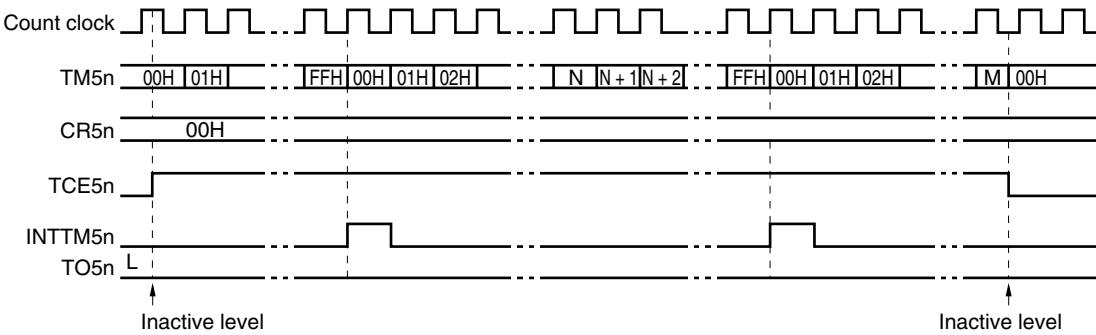 Count clock
TM5n 00H 01H FFH 00H 01H 02H N N + 1 N + 2 FFH 00H 01H 02H M 00H
CR5n 00H
TCE5n
INTTM5n
TO5n L
Inactive level Inactive level